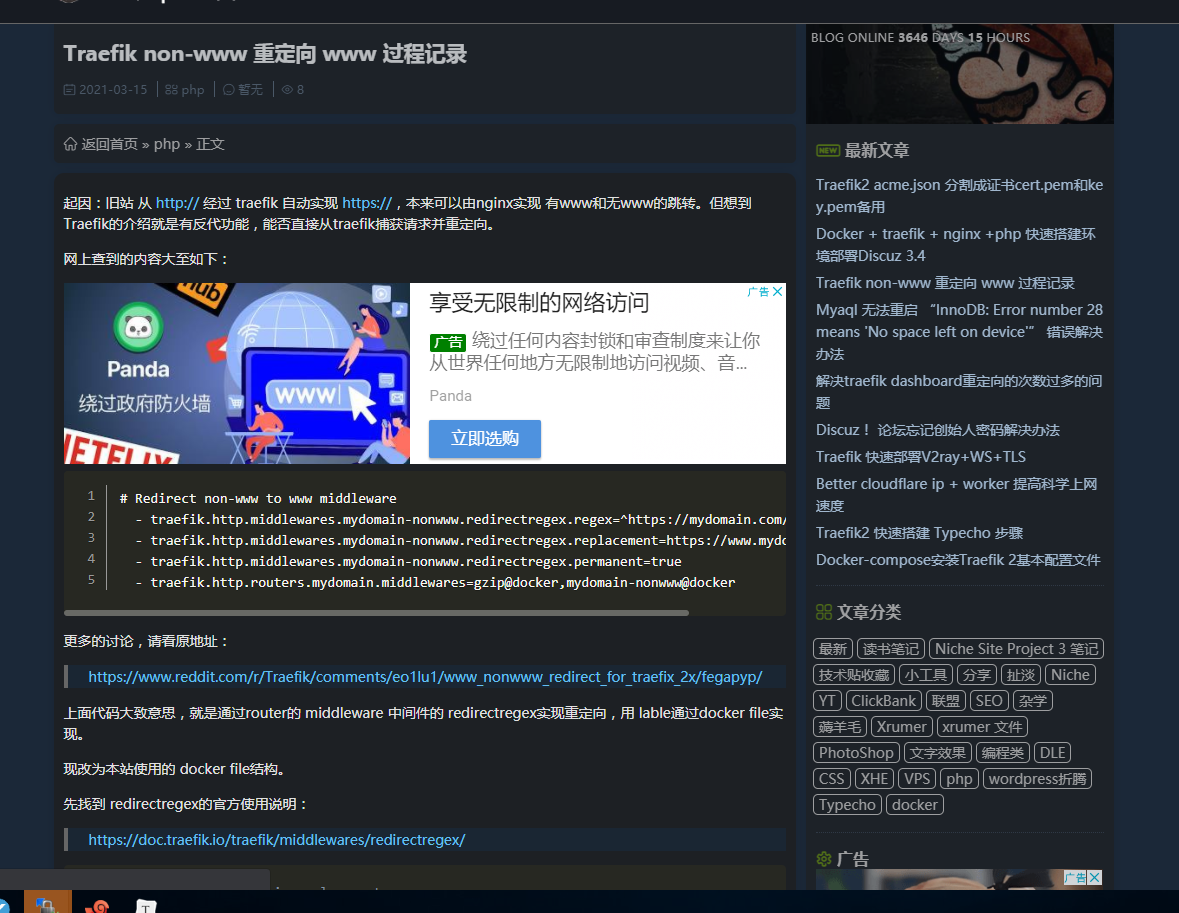 Traefik non-www 重定向 www 过程记录
2021-03-15 php 暂无 8
返回首页 » php » 正文
起因：旧站 从 http:// 经过 traefik 自动实现 https://，本来可以由nginx实现 有www和无www的跳转。但想到
Traefik的介绍就是有反代功能，能否直接从traefik捕获请求并重定向。
网上查到的内容大至如下：
Panda
绕过政府防火墙
WWW
NETFLIX
享受无限制的网络访问
广告
广告 绕过任何内容封锁和审查制度来让你
从世界任何地方无限制地访问视频、音...
Panda
立即选购
1 # Redirect non-www to www middleware
2 - traefik.http.middlewares.mydomain-nonwww.redirectregex.regex=^https://mydomain.com/
3 - traefik.http.middlewares.mydomain-nonwww.redirectregex.replacement=https://www.mydo
4 - traefik.http.middlewares.mydomain-nonwww.redirectregex.permanent=true
5 - traefik.http.routers.mydomain.middlewares=gzip@docker,mydomain-nonwww@docker
更多的讨论，请看原地址：
https://www.reddit.com/r/Traefik/comments/eo1lu1/www_nonwww_redirect_for_traefix_2x/fegapyp/
上面代码大致意思，就是通过router的 middleware 中间件的 redirectregex实现重定向，用 lable通过docker file实
现。
现改为本站使用的 docker file结构。
先找到 redirectregex的官方使用说明：
https://doc.traefik.io/traefik/middlewares/redirectregex/
BLOG ONLINE 3646 DAYS 15 HOURS
NEW 最新文章
Traefik2 acme.json 分割成证书cert.pem和ke
y.pem备用
Docker + traefik + nginx +php 快速搭建环
境部署Discuz 3.4
Traefik non-www 重定向 www 过程记录
Myaql 无法重启 “InnoDB: Error number 28
means 'No space left on device'” 错误解决
办法
解决traefik dashboard重定向的次数过多的问
题
Discuz！ 论坛忘记创始人密码解决办法
Traefik 快速部署V2ray+WS+TLS
Better cloudflare ip + worker 提高科学上网
速度
Traefik2 快速搭建 Typecho 步骤
Docker-compose安装Traefik 2基本配置文件
文章分类
最新 读书笔记 Niche Site Project 3 笔记
技术贴收藏 小工具 分享 扯淡 Niche
YT ClickBank 联盟 SEO 杂学
薅羊毛 Xrumer xrumer 文件
PhotoShop 文字效果 编程类 DLE
CSS XHE VPS php wordpress折腾
Typecho docker
广告
广告